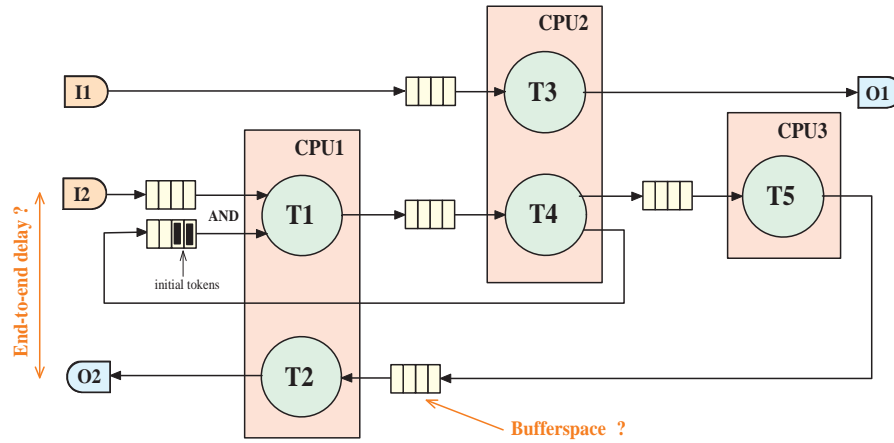 CPU2
I1
T3
O1
CPU1
CPU3
I2
AND
T1
T4
T5
initial tokens
End-to-end delay ?
O2
T2
Bufferspace ?